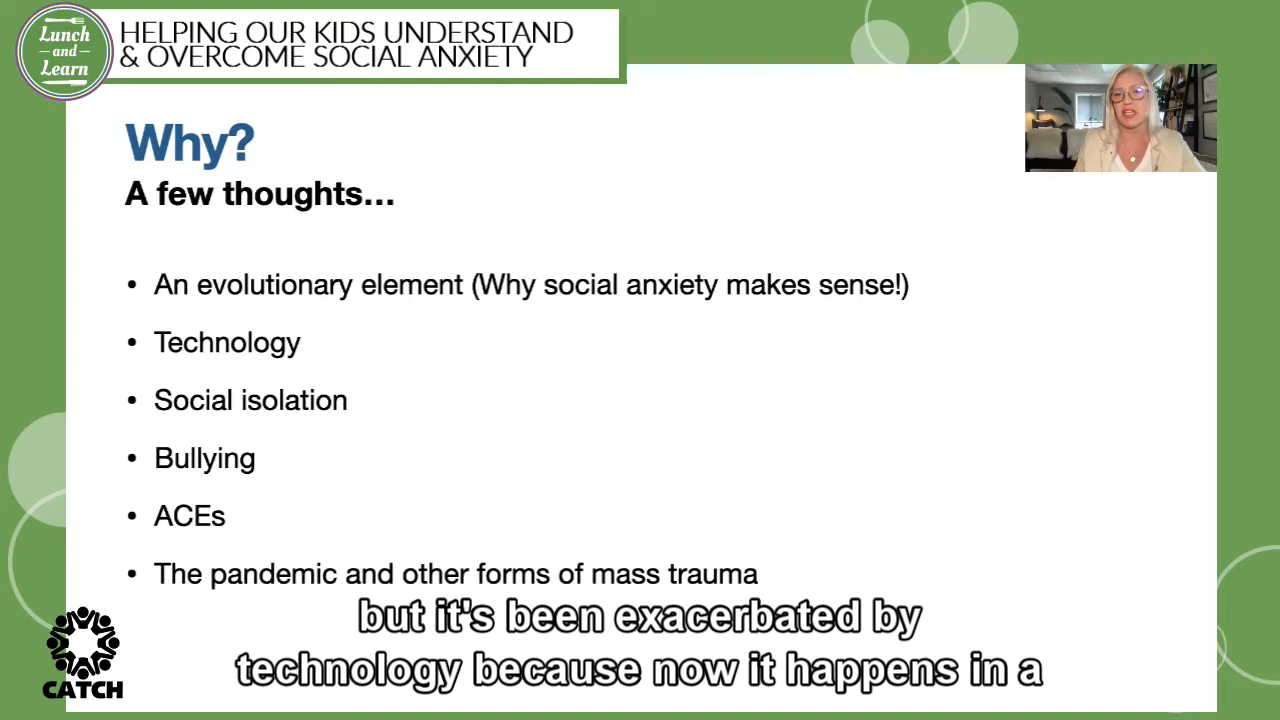 Lunch
and
Learn
HELPING OUR KIDS UNDERSTAND
& OVERCOME SOCIAL ANXIETY
Why?
A few thoughts...
• An evolutionary element (Why social anxiety makes sense!)
• Technology
• Social isolation
• Bullying
• ACEs
• The pandemic and other forms of mass trauma
but it's been exacerbated by
technology because now it happens in a
CATCH